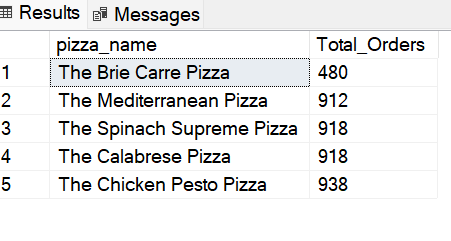 Results Messages
pizza_name Total_Orders
1 The Brie Carre Pizza 480
2 The Mediterranean Pizza 912
3 The Spinach Supreme Pizza 918
4 The Calabrese Pizza 918
5 The Chicken Pesto Pizza 938